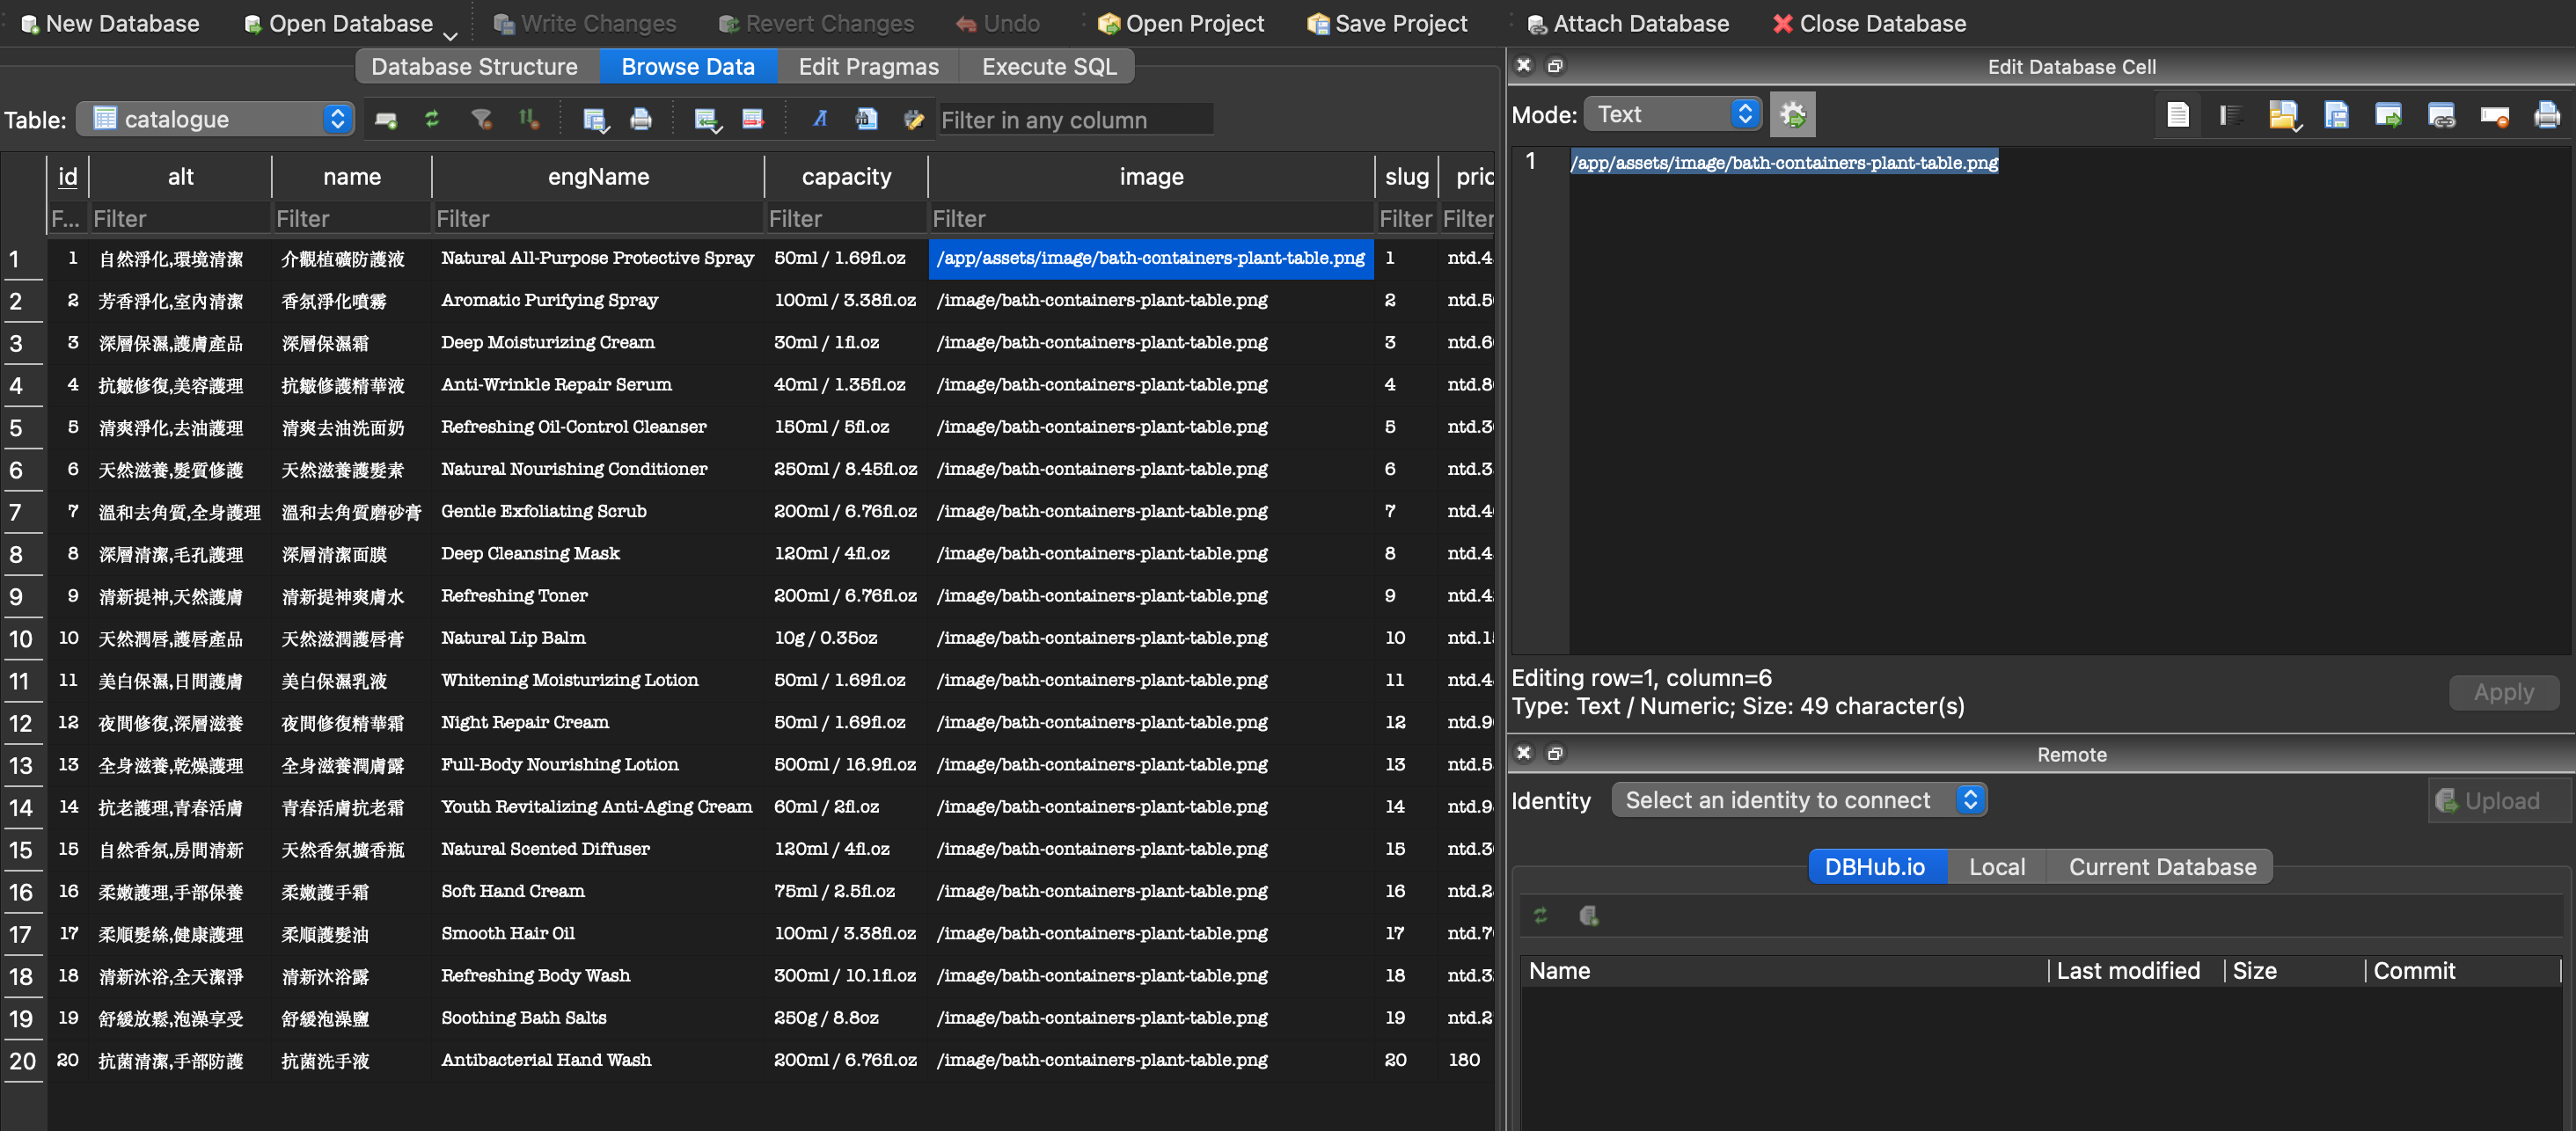 New Database Open Database Write Changes Revert Changes Undo Open Project Save Project Attach Database Close Database
Database Structure Browse Data Edit Pragmas Execute SQL
Table: catalogue Filter in any column
id alt name engName capacity image slug pric
F... Filter Filter Filter Filter Filter Filter Filter
1 1 自然淨化,環境清潔 介觀植礦防護液 Natural All-Purpose Protective Spray 50ml / 1.69fl.oz /app/assets/image/bath-containers-plant-table.png 1 ntd.4
2 2 芳香淨化,室內清潔 香氛淨化噴霧 Aromatic Purifying Spray 100ml / 3.38fl.oz /image/bath-containers-plant-table.png 2 ntd.5
3 3 深層保濕,護膚產品 深層保濕霜 Deep Moisturizing Cream 30ml / 1fl.oz /image/bath-containers-plant-table.png 3 ntd.6
4 4 抗皺修復,美容護理 抗皺修護精華液 Anti-Wrinkle Repair Serum 40ml / 1.35fl.oz /image/bath-containers-plant-table.png 4 ntd.8
5 5 清爽淨化,去油護理 清爽去油洗面奶 Refreshing Oil-Control Cleanser 150ml / 5fl.oz /image/bath-containers-plant-table.png 5 ntd.3
6 6 天然滋養,髮質修護 天然滋養護髮素 Natural Nourishing Conditioner 250ml / 8.45fl.oz /image/bath-containers-plant-table.png 6 ntd.3
7 7 溫和去角質,全身護理 溫和去角質磨砂膏 Gentle Exfoliating Scrub 200ml / 6.76fl.oz /image/bath-containers-plant-table.png 7 ntd.4
8 8 深層清潔,毛孔護理 深層清潔面膜 Deep Cleansing Mask 120ml / 4fl.oz /image/bath-containers-plant-table.png 8 ntd.4
9 9 清新提神,天然護膚 清新提神爽膚水 Refreshing Toner 200ml / 6.76fl.oz /image/bath-containers-plant-table.png 9 ntd.4
10 10 天然潤唇,護唇產品 天然滋潤護唇膏 Natural Lip Balm 10g / 0.35oz /image/bath-containers-plant-table.png 10 ntd.1
11 11 美白保濕,日間護膚 美白保濕乳液 Whitening Moisturizing Lotion 50ml / 1.69fl.oz /image/bath-containers-plant-table.png 11 ntd.4
12 12 夜間修復,深層滋養 夜間修復精華霜 Night Repair Cream 50ml / 1.69fl.oz /image/bath-containers-plant-table.png 12 ntd.9
13 13 全身滋養,乾燥護理 全身滋養潤膚露 Full-Body Nourishing Lotion 500ml / 16.9fl.oz /image/bath-containers-plant-table.png 13 ntd.5
14 14 抗老護理,青春活膚 青春活膚抗老霜 Youth Revitalizing Anti-Aging Cream 60ml / 2fl.oz /image/bath-containers-plant-table.png 14 ntd.9
15 15 自然香氛,房間清新 天然香氛擴香瓶 Natural Scented Diffuser 120ml / 4fl.oz /image/bath-containers-plant-table.png 15 ntd.3
16 16 柔嫩護理,手部保養 柔嫩護手霜 Soft Hand Cream 75ml / 2.5fl.oz /image/bath-containers-plant-table.png 16 ntd.2
17 17 柔順髮絲,健康護理 柔順護髮油 Smooth Hair Oil 100ml / 3.38fl.oz /image/bath-containers-plant-table.png 17 ntd.7
18 18 清新沐浴,全天潔淨 清新沐浴露 Refreshing Body Wash 300ml / 10.1fl.oz /image/bath-containers-plant-table.png 18 ntd.3
19 19 舒緩放鬆,泡澡享受 舒緩泡澡鹽 Soothing Bath Salts 250g / 8.8oz /image/bath-containers-plant-table.png 19 ntd.2
20 20 抗菌清潔,手部防護 抗菌洗手液 Antibacterial Hand Wash 200ml / 6.76fl.oz /image/bath-containers-plant-table.png 20 180
Edit Database Cell
Mode: Text
1 /app/assets/image/bath-containers-plant-table.png
Editing row=1, column=6
Type: Text / Numeric; Size: 49 character(s)
Apply
Remote
Identity Select an identity to connect Upload
DBHub.io Local Current Database
Name Last modified Size Commit